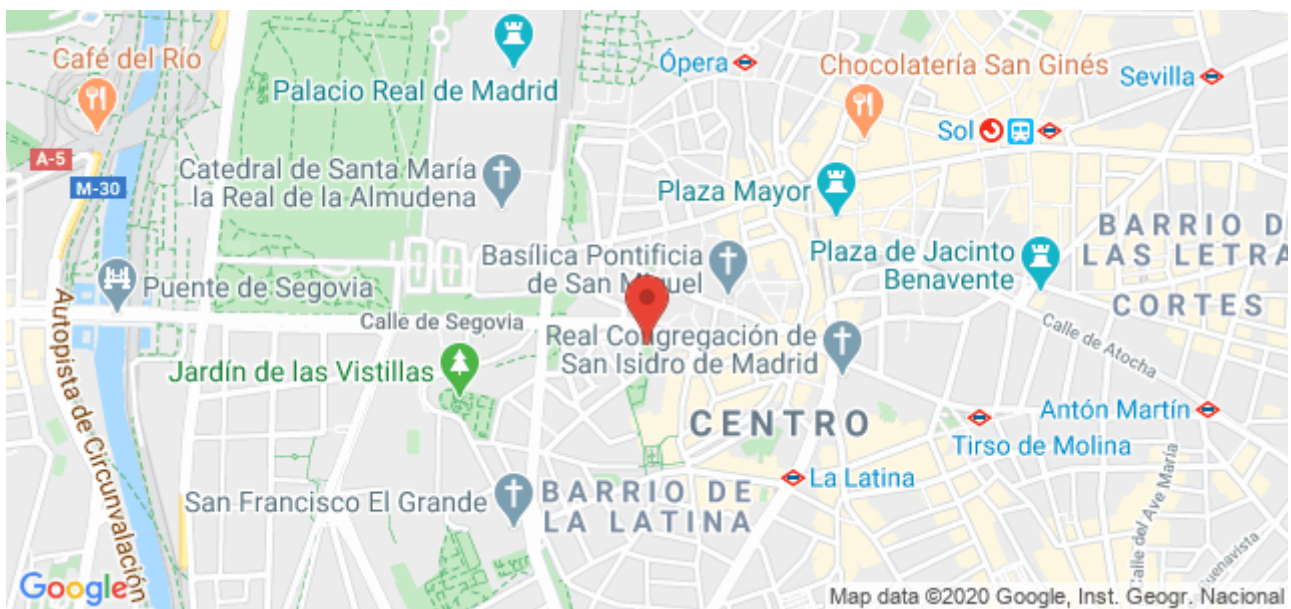 Café del Río
Palacio Real de Madrid
Ópera
Chocolatería San Ginés
Sevilla
Sol
A-5
M-30
Catedral de Santa María
la Real de la Almudena
Plaza Mayor
BARRIO D
LAS LETRA
Plaza de Jacinto
Benavente
Basílica Pontificia
de San Miguel
Puente de Segovia
CORTES
Calle de Segovia
Real Congregación de
San Isidro de Madrid
Calle de Atocha
Jardín de las Vistillas
Autopista de Circunvalación
CENTRO
Antón Martín
Tirso de Molina
La Latina
San Francisco El Grande
BARRIO DE
LA LATINA
Calle del Ave María
Google
Map data ©2020 Google, Inst. Geogr. Nacional